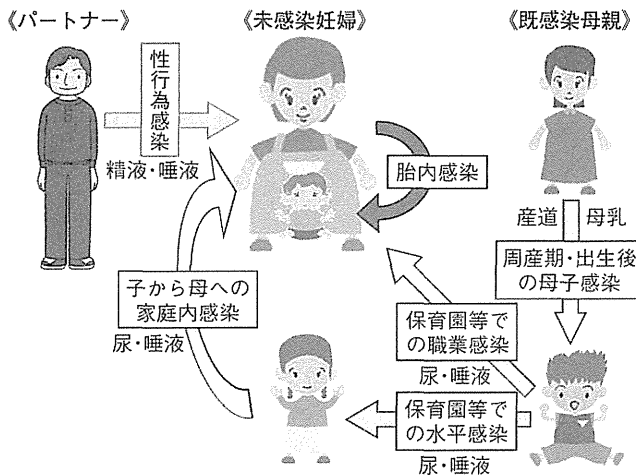 《パートナー》
《未感染妊婦》
《既感染母親》
性行為感染
精液・唾液
胎内感染
産道
母乳
周産期・出生後
の母子感染
子から母への
家庭内感染
尿・唾液
保育園等で
の職業感染
尿・唾液
保育園等で
の水平感染
尿・唾液